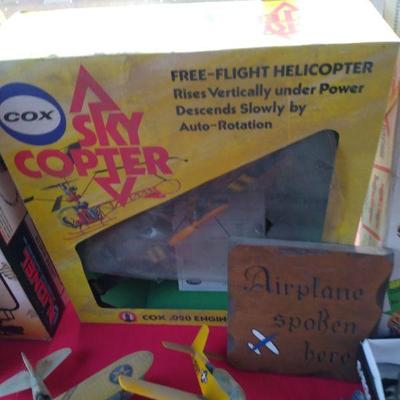 COX
SKY
COPTER
FREE-FLIGHT HELICOPTER
Rises Vertically under Power
Descends Slowly by
Auto-Rotation
COX .020 ENGIN
Airplane
spoken
here